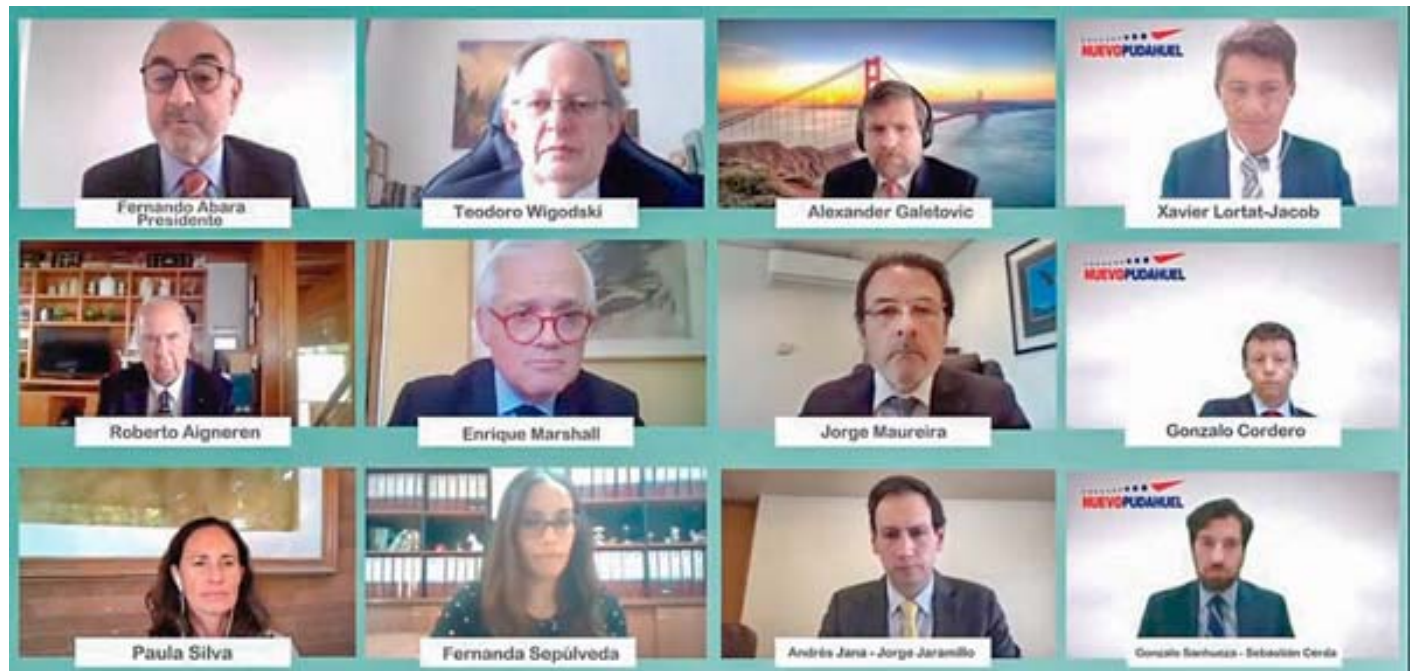 NUEVOPUDAHUEL
Fernando Abara
Presidente
Teodoro Wigodski
Alexander Galetovic
Xavier Lortat-Jacob
NUEVOPUDAHUEL
Roberto Aigneren
Enrique Marshall
Jorge Maureira
Gonzalo Cordero
NUEVOPUDAHUEL
Paula Silva
Fernanda Sepúlveda
Andrés Jana - Jorge Jaramillo
Gonzalo Sanhueza - Sebastián Cerda